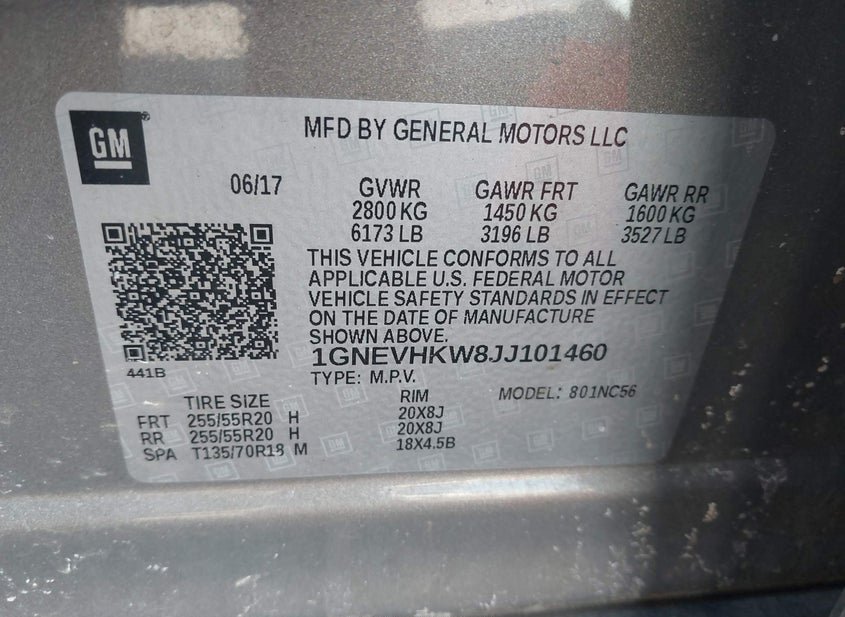 GM
MFD BY GENERAL MOTORS LLC
06/17 GVWR GAWR FRT GAWR RR
2800 KG 1450 KG 1600 KG
6173 LB 3196 LB 3527 LB
THIS VEHICLE CONFORMS TO ALL
APPLICABLE U.S. FEDERAL MOTOR
VEHICLE SAFETY STANDARDS IN EFFECT
ON THE DATE OF MANUFACTURE
SHOWN ABOVE.
1GNEVHKW8JJ101460
441B
TYPE: M.P.V. MODEL: 801NC56
TIRE SIZE RIM
FRT 255/55R20 H 20X8J
RR 255/55R20 H 20X8J
SPA T135/70R18 M 18X4.5B